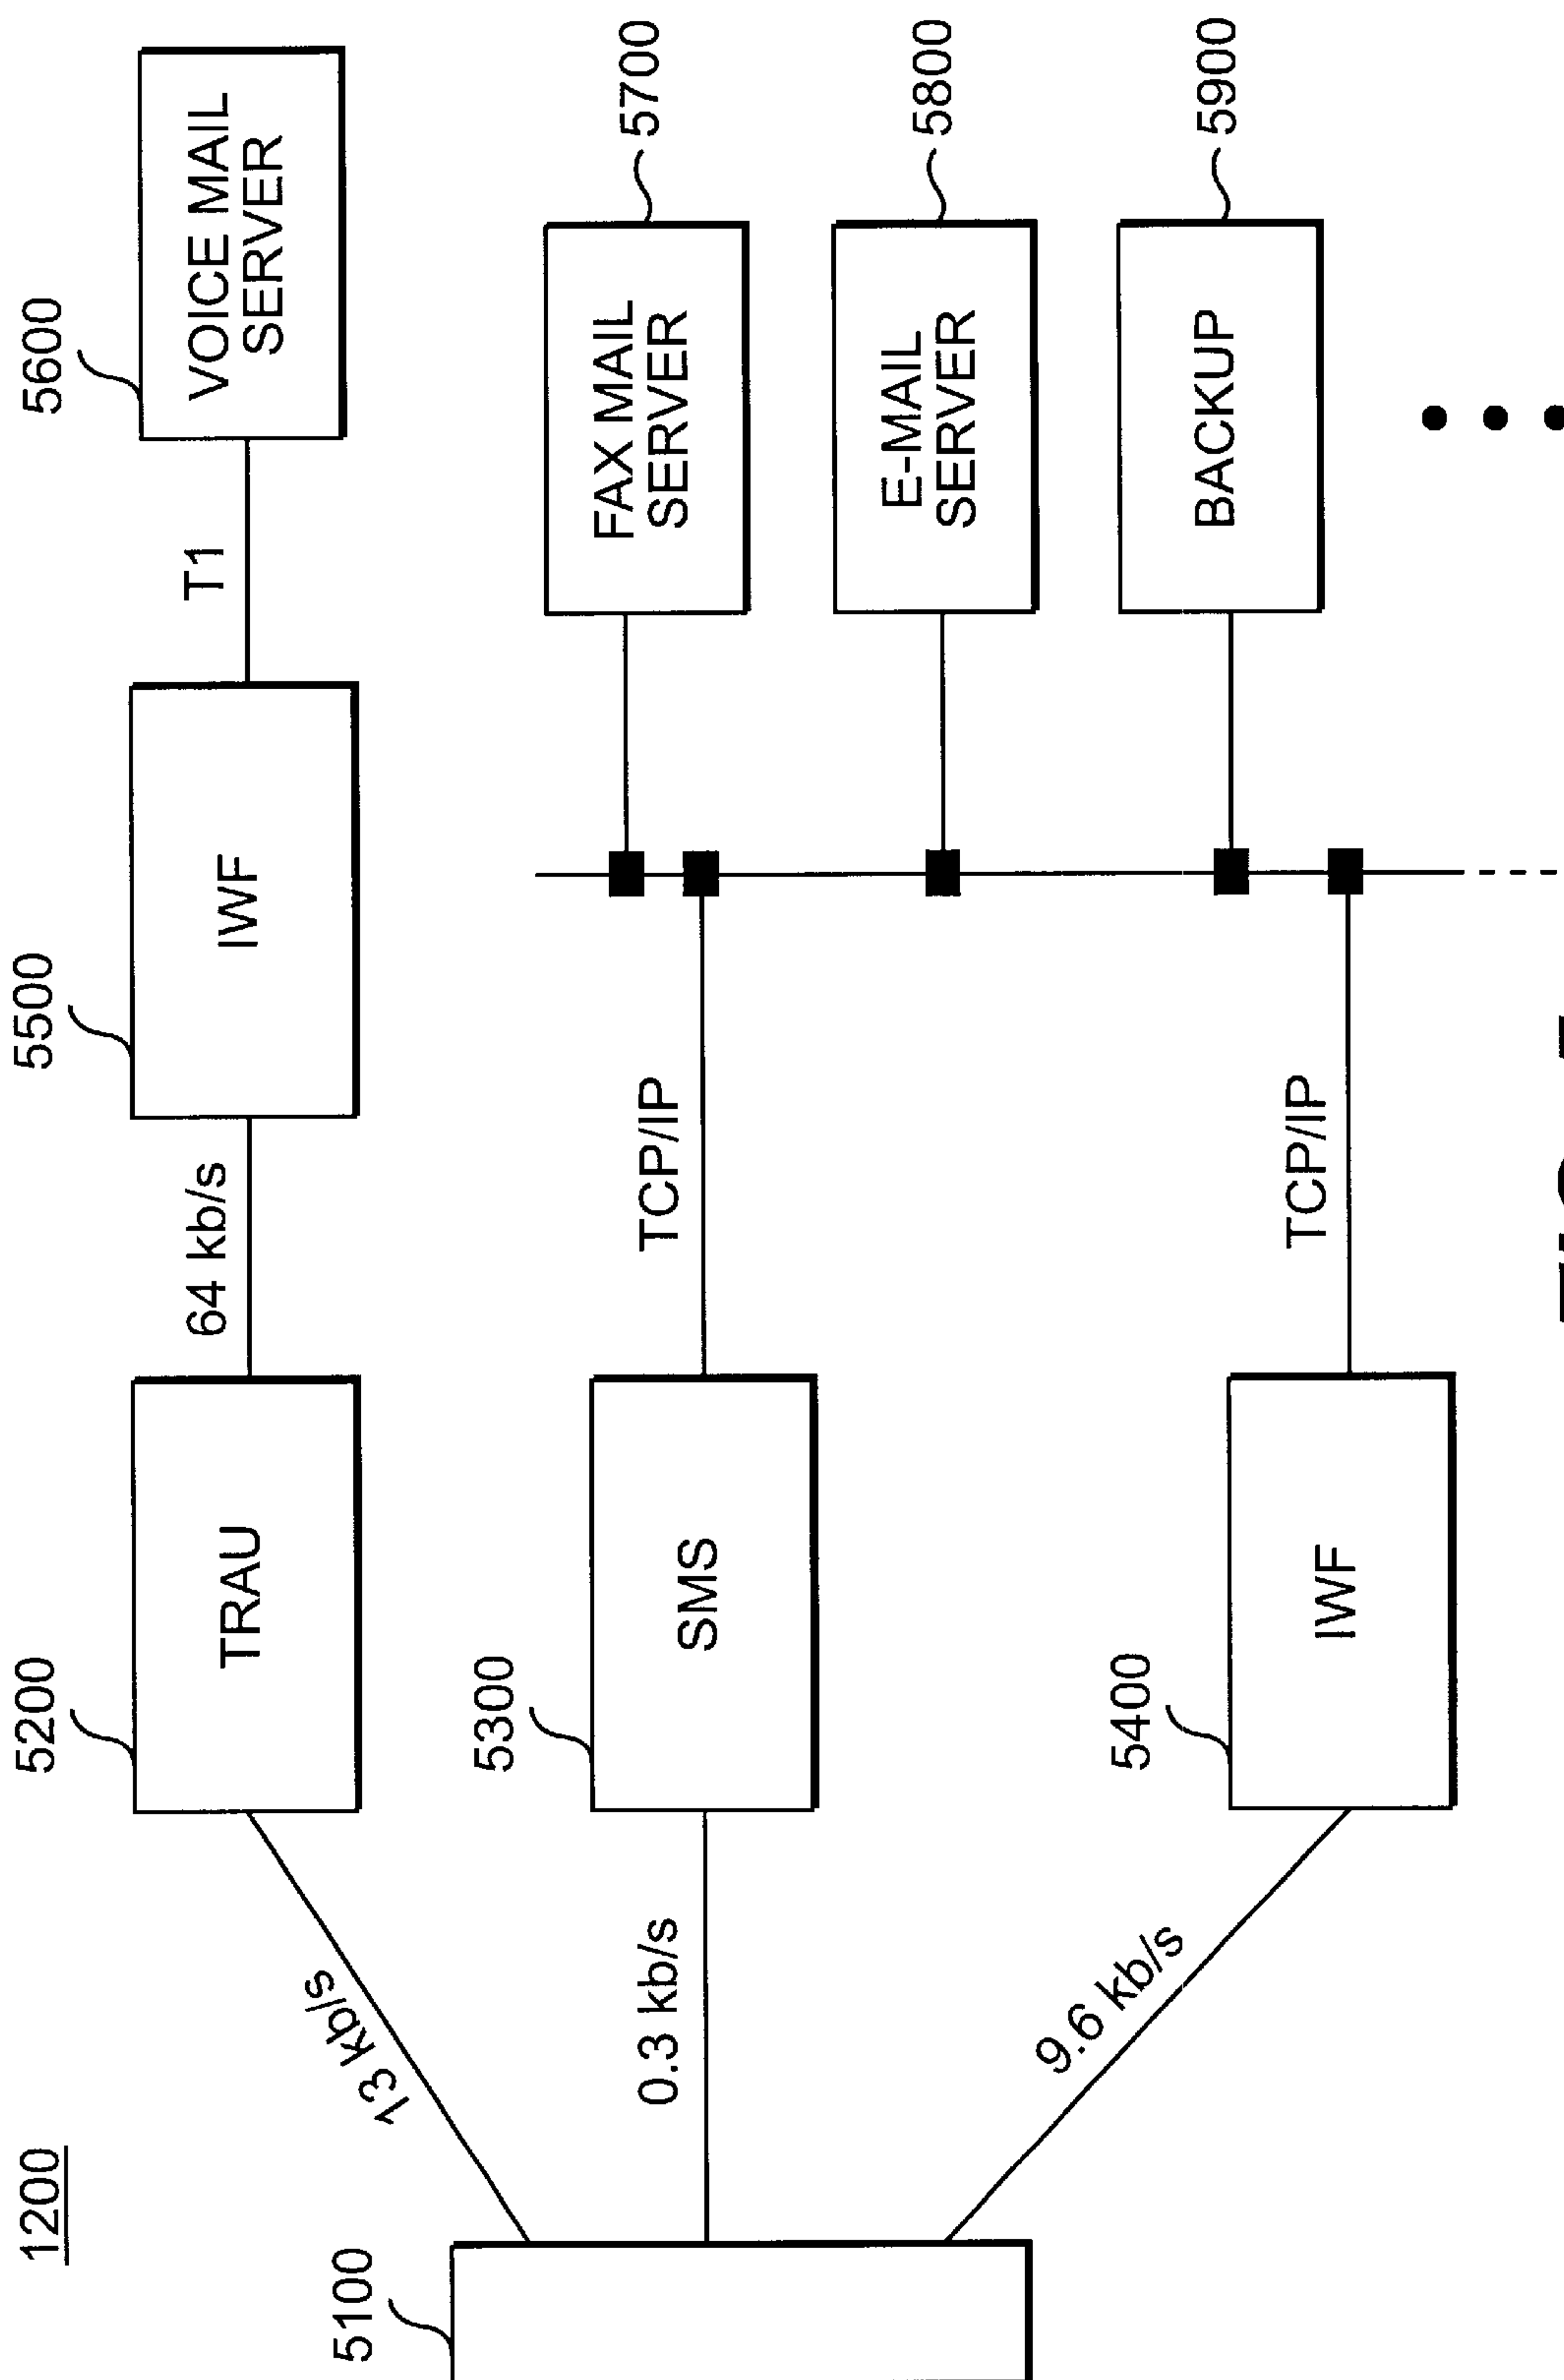 1200
5100
13 kb/s
0.3 kb/s
9.6 kb/s
5200
TRAU
64 kb/s
5500
IWF
T1
5600
VOICE MAIL
SERVER
5300
SMS
TCP/IP
5400
IWF
TCP/IP
FAX MAIL
SERVER
5700
E-MAIL
SERVER
5800
BACKUP
5900